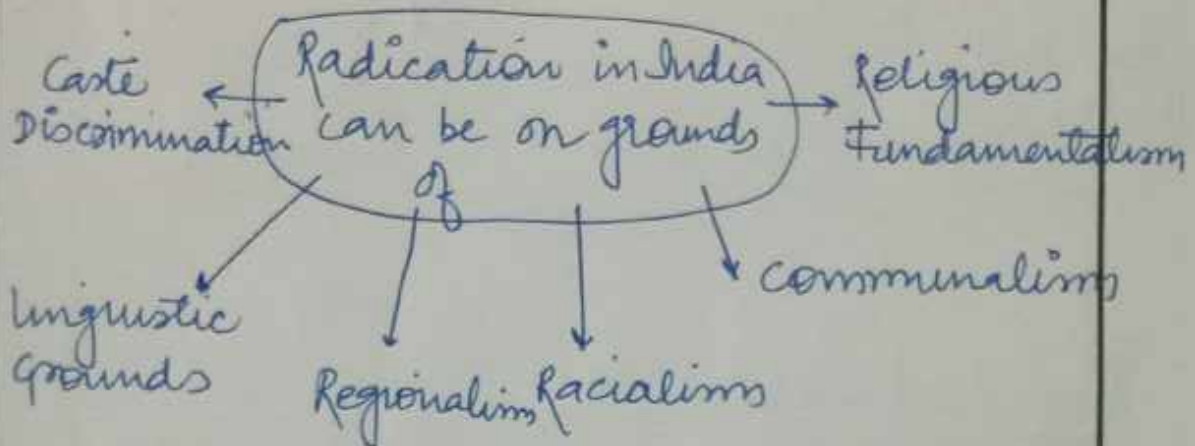 Radication in India
can be on grounds
of
Caste
Discrimination
Religious
Fundamentalism
Linguistic
Grounds
Regionalism
Racialism
Communalism